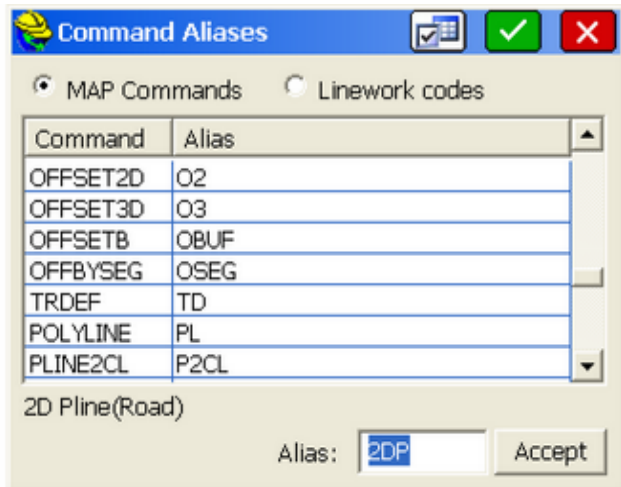 Command Aliases
MAP Commands Linework codes
Command Alias
OFFSET2D O2
OFFSET3D O3
OFFSETB OBUF
OFFBYSEG OSEG
TRDEF TD
POLYLINE PL
PLINE2CL P2CL
2D Pline(Road)
Alias: 2DP Accept